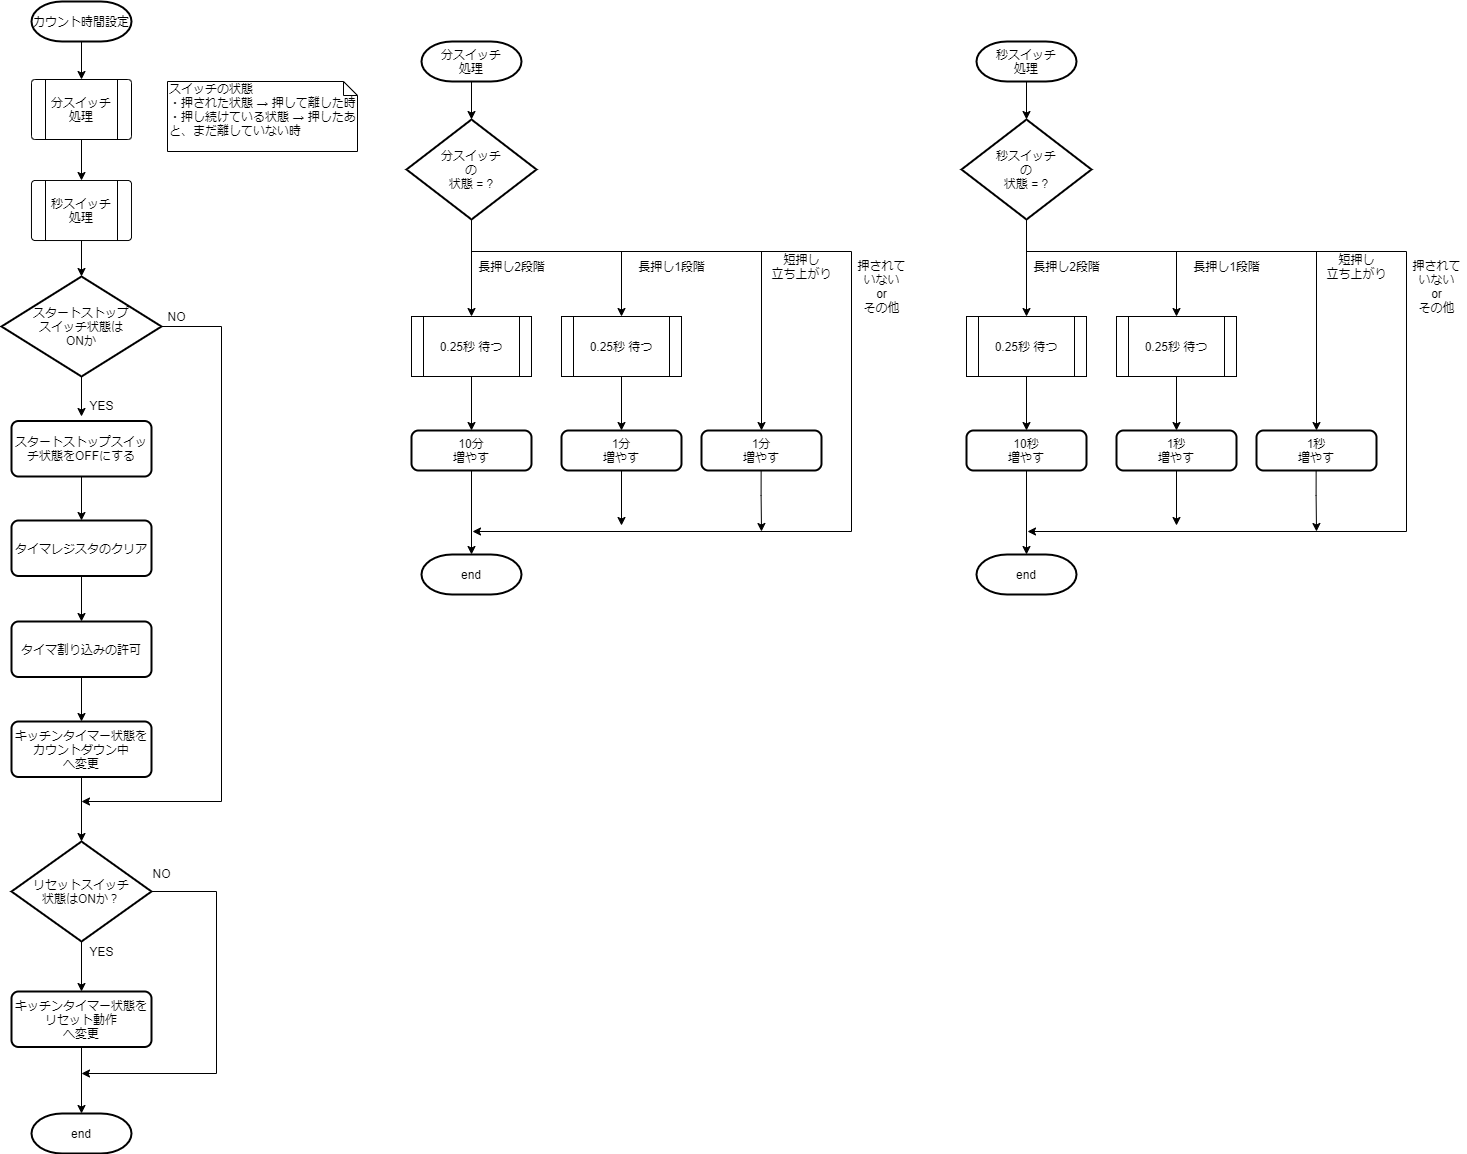 カウント時間設定
分スイッチ
処理
秒スイッチ
処理
スイッチの状態
・押された状態 → 押して離した時
・押し続けている状態 → 押したあ
と、まだ離していない時
スタートストップ
スイッチ状態は
ONか
NO
YES
スタートストップスイッ
チ状態をOFFにする
タイマレジスタのクリア
タイマ割り込みの許可
キッチンタイマー状態を
カウントダウン中
へ変更
リセットスイッチ
状態はONか？
NO
YES
キッチンタイマー状態を
リセット動作
へ変更
end
分スイッチ
処理
分スイッチ
の
状態 = ?
長押し2段階
長押し1段階
短押し
立ち上がり
押されて
いない
or
その他
0.25秒 待つ
0.25秒 待つ
10分
増やす
1分
増やす
1分
増やす
end
秒スイッチ
処理
秒スイッチ
の
状態 = ?
長押し2段階
長押し1段階
短押し
立ち上がり
押されて
いない
or
その他
0.25秒 待つ
0.25秒 待つ
10秒
増やす
1秒
増やす
1秒
増やす
end